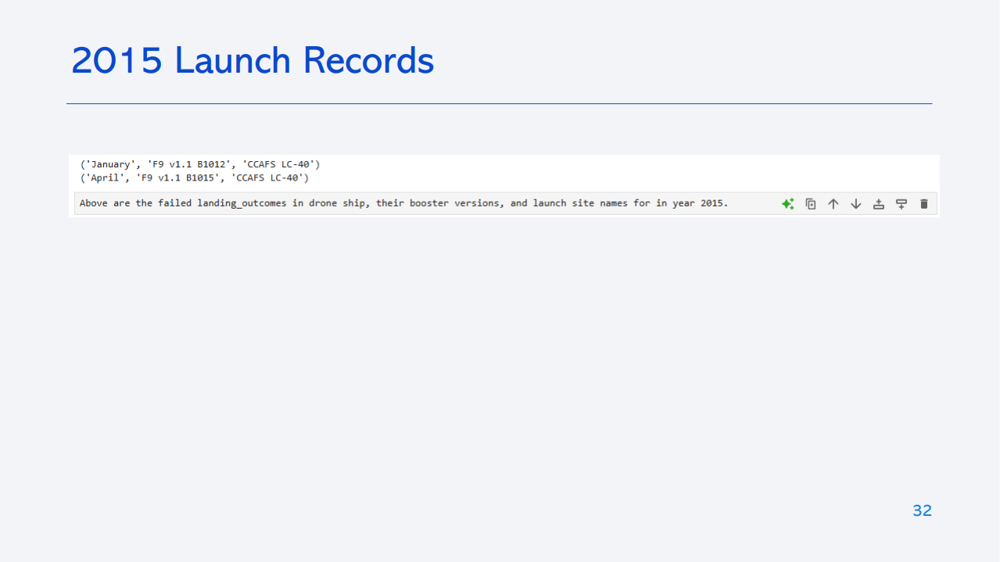 2015 Launch Records
('January', 'F9 v1.1 B1012', 'CCAFS LC-40')
('April', 'F9 v1.1 B1015', 'CCAFS LC-40')
Above are the failed landing_outcomes in drone ship, their booster versions, and launch site names for in year 2015.
32